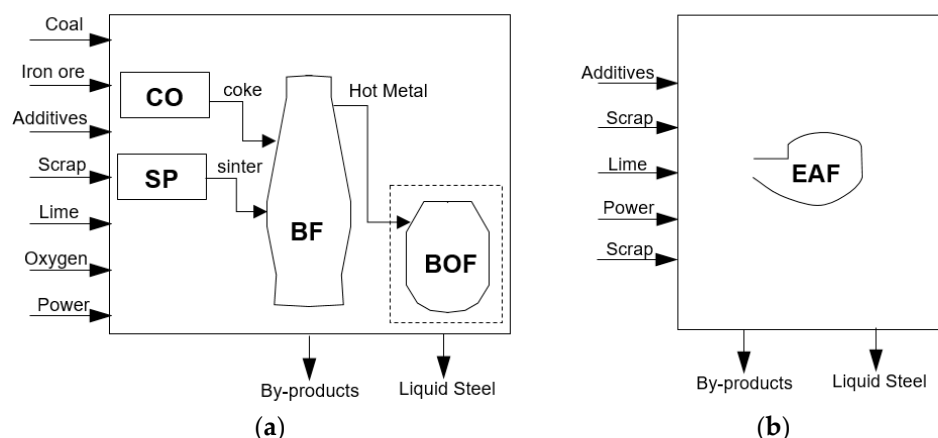 Coal
Iron ore
Additives
Scrap
Lime
Oxygen
Power
CO
coke
SP
sinter
BF
Hot Metal
BOF
By-products
Liquid Steel
(a)
Additives
Scrap
Lime
Power
Scrap
EAF
By-products
Liquid Steel
(b)